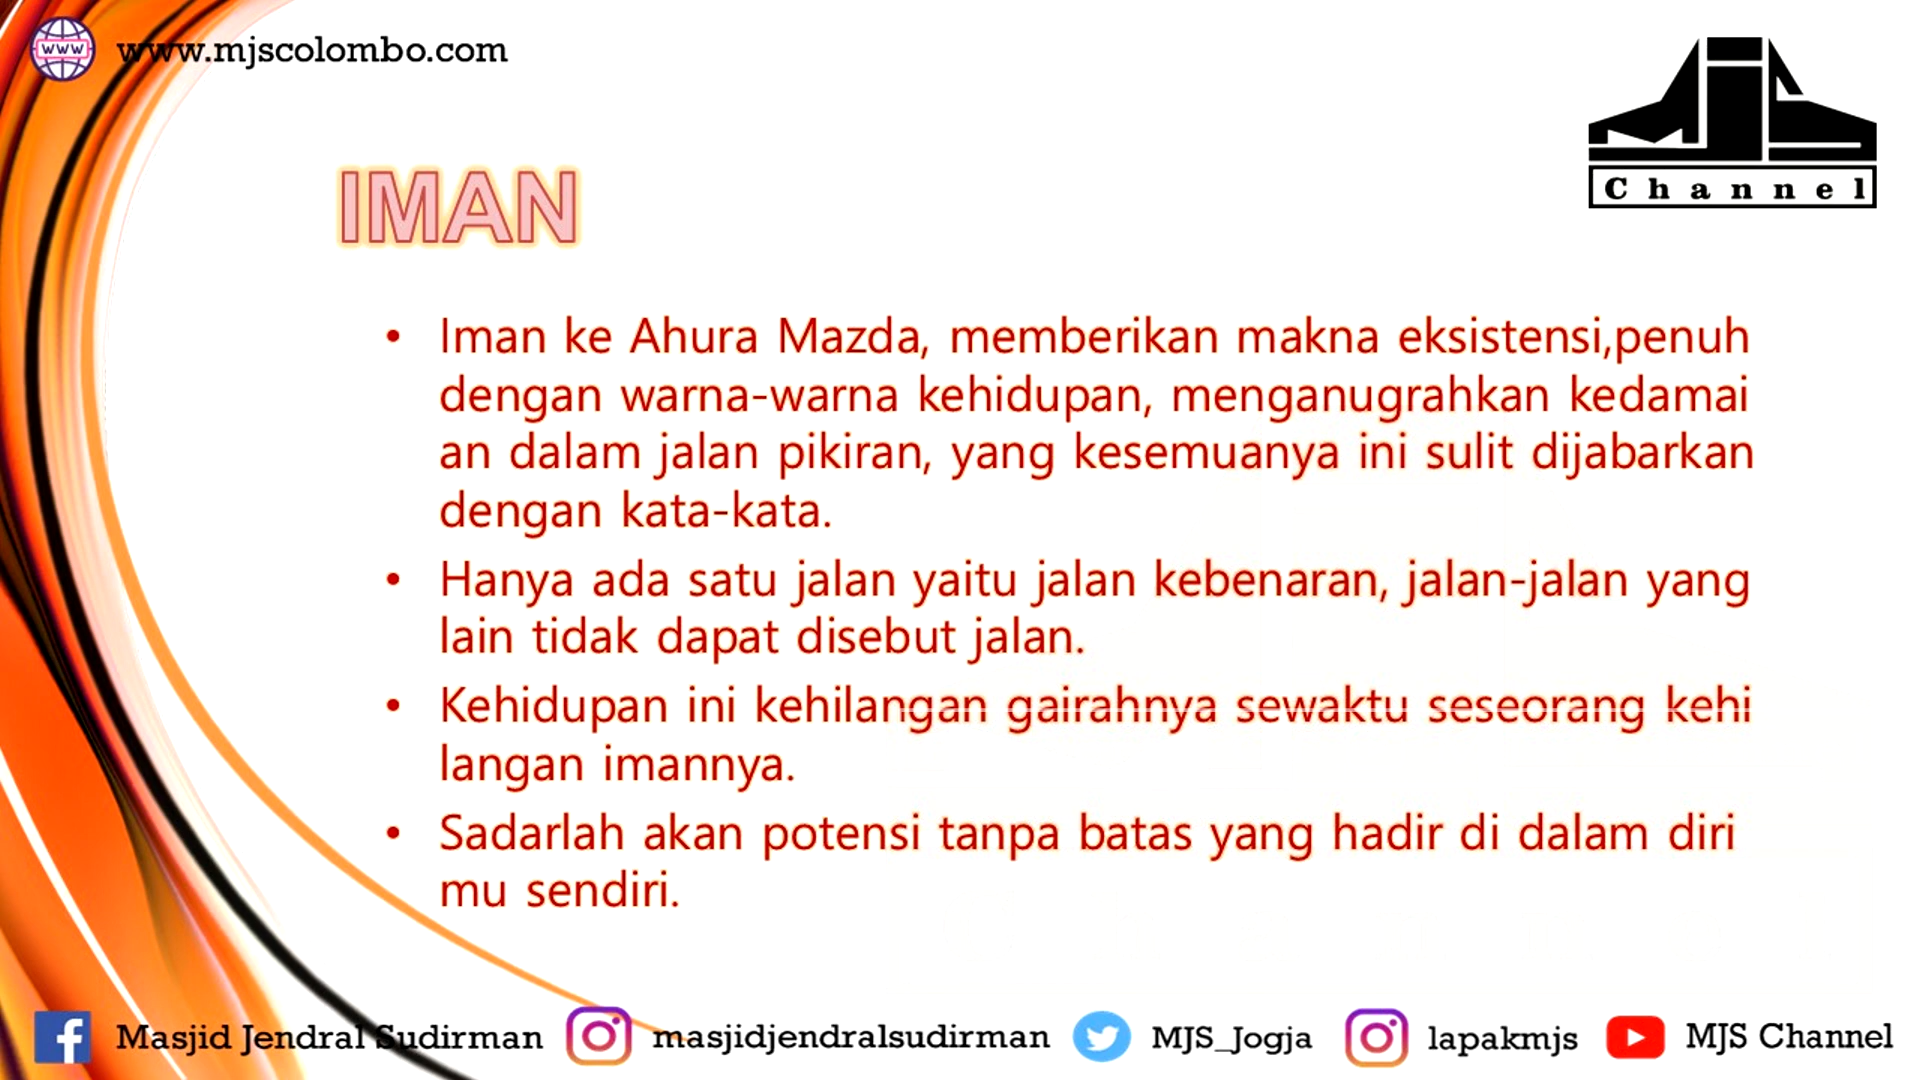 www
www.mjscolombo.com
MJS
Channel
IMAN
• Iman ke Ahura Mazda, memberikan makna eksistensi,penuh
dengan warna-warna kehidupan, menganugrahkan kedamai
an dalam jalan pikiran, yang kesemuanya ini sulit dijabarkan
dengan kata-kata.
• Hanya ada satu jalan yaitu jalan kebenaran, jalan-jalan yang
lain tidak dapat disebut jalan.
• Kehidupan ini kehilangan gairahnya sewaktu seseorang kehi
langan imannya.
• Sadarlah akan potensi tanpa batas yang hadir di dalam diri
mu sendiri.
Masjid Jendral Sudirman masjidjendralsudirman MJS_Jogja lapakmjs MJS Channel